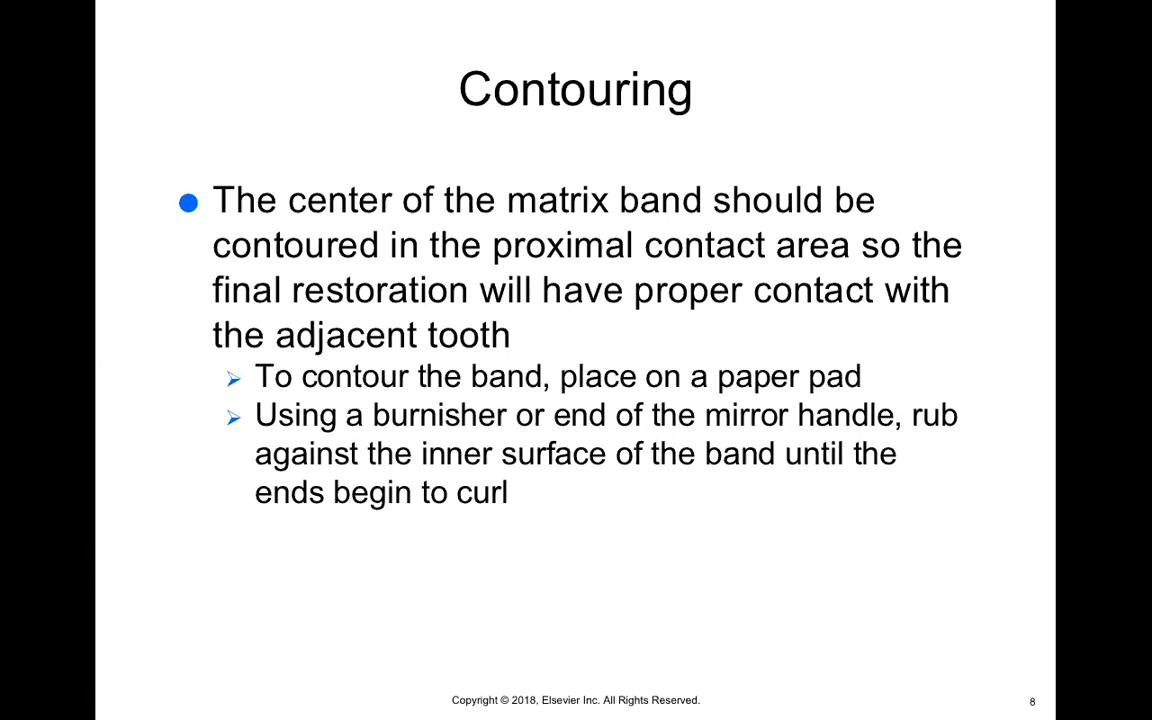 Contouring
The center of the matrix band should be
contoured in the proximal contact area so the
final restoration will have proper contact with
the adjacent tooth
To contour the band, place on a paper pad
Using a burnisher or end of the mirror handle, rub
against the inner surface of the band until the
ends begin to curl
Copyright © 2018, Elsevier Inc. All Rights Reserved.
8